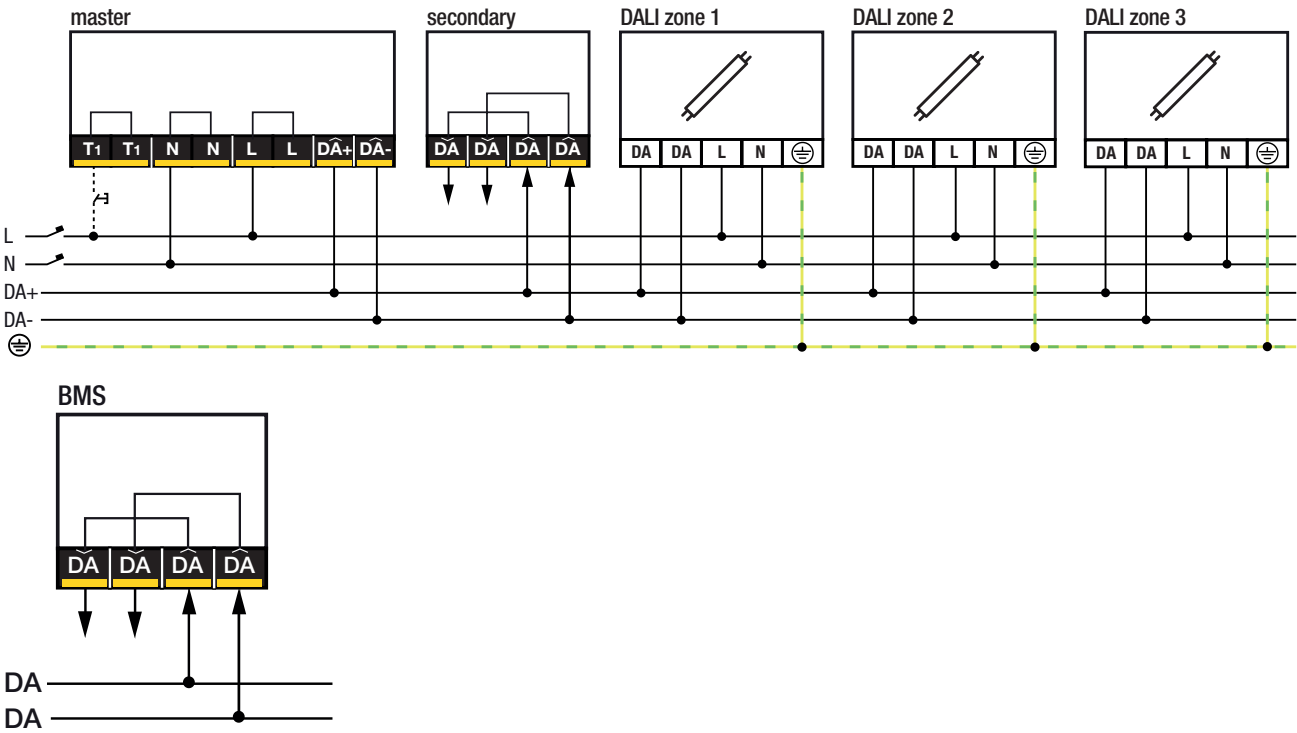 master secondary DALI zone 1 DALI zone 2 DALI zone 3
T1 T1 N N L L DA+ DA- DA DA DA DA DA DA L N DA DA L N DA DA L N
L
N
DA+
DA-
BMS
DA DA DA DA
DA
DA